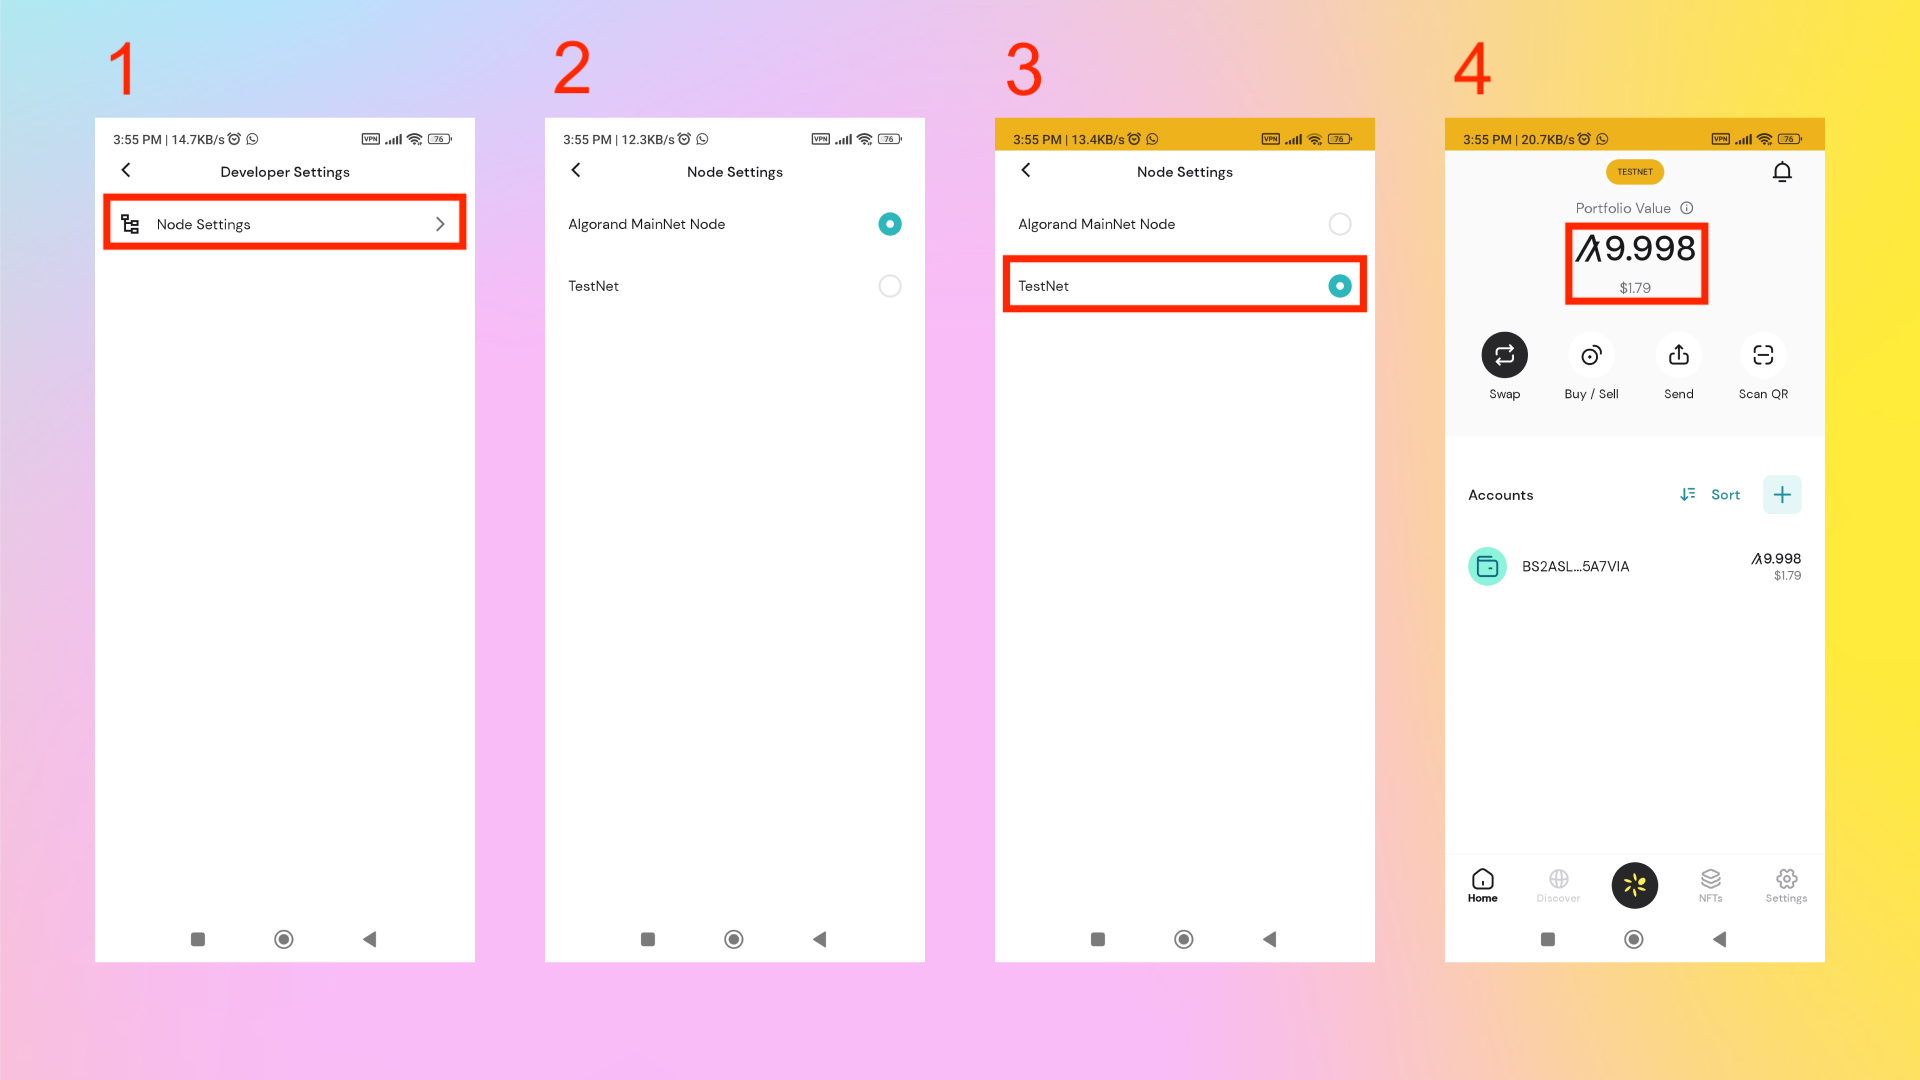 1
3:55 PM | 14.7KB/s
VPN
76
Developer Settings
Node Settings
2
3:55 PM | 12.3KB/s
VPN
76
Node Settings
Algorand MainNet Node
TestNet
3
3:55 PM | 13.4KB/s
VPN
76
Node Settings
Algorand MainNet Node
TestNet
4
3:55 PM | 20.7KB/s
VPN
76
TESTNET
Portfolio Value
9.998
$1.79
Swap
Buy / Sell
Send
Scan QR
Accounts
Sort
BS2ASL...5A7VIA
9.998
$1.79
Home
Discover
NFTs
Settings